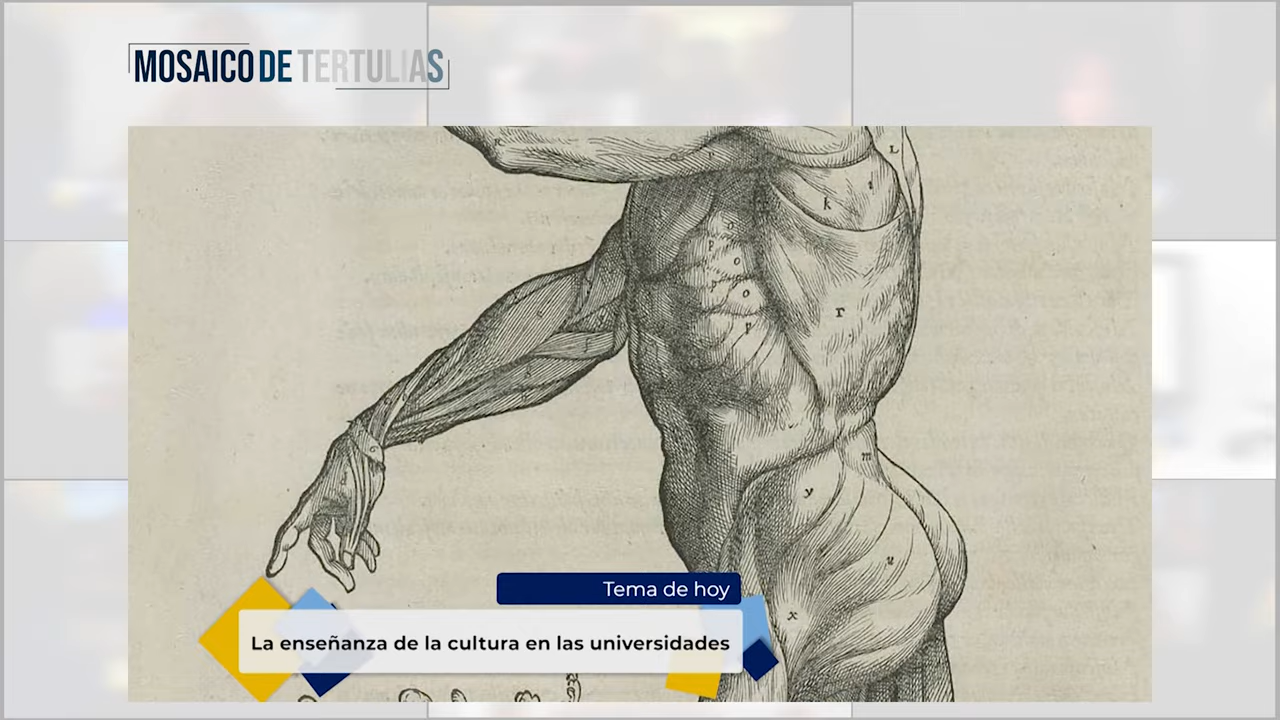 MOSAICO DE TERTULIAS
Tema de hoy
La enseñanza de la cultura en las universidades